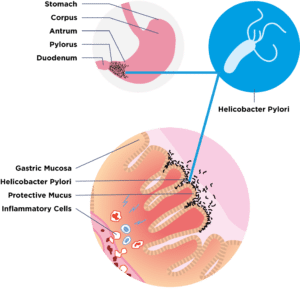 Stomach
Corpus
Antrum
Pylorus
Duodenum
Helicobacter Pylori
Gastric Mucosa
Helicobacter Pylori
Protective Mucus
Inflammatory Cells